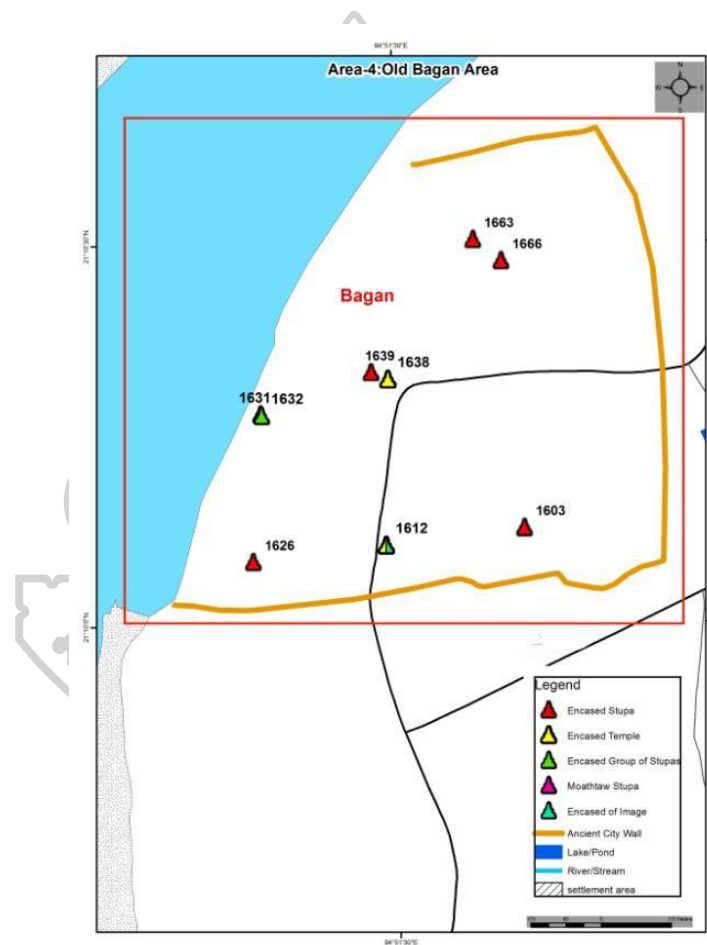 94°51'30"E
Area-4:Old Bagan Area
N
W E
S
1663
21°10'30"N
1666
Bagan
1639
1638
1631 1632
1612
1603
1626
21°10'0"N
Legend
Encased Stupa
Encased Temple
Encased Group of Stupas
Moathtaw Stupa
Encased of Image
Ancient City Wall
Lake/Pond
River/Stream
settlement area
94°51'30"E